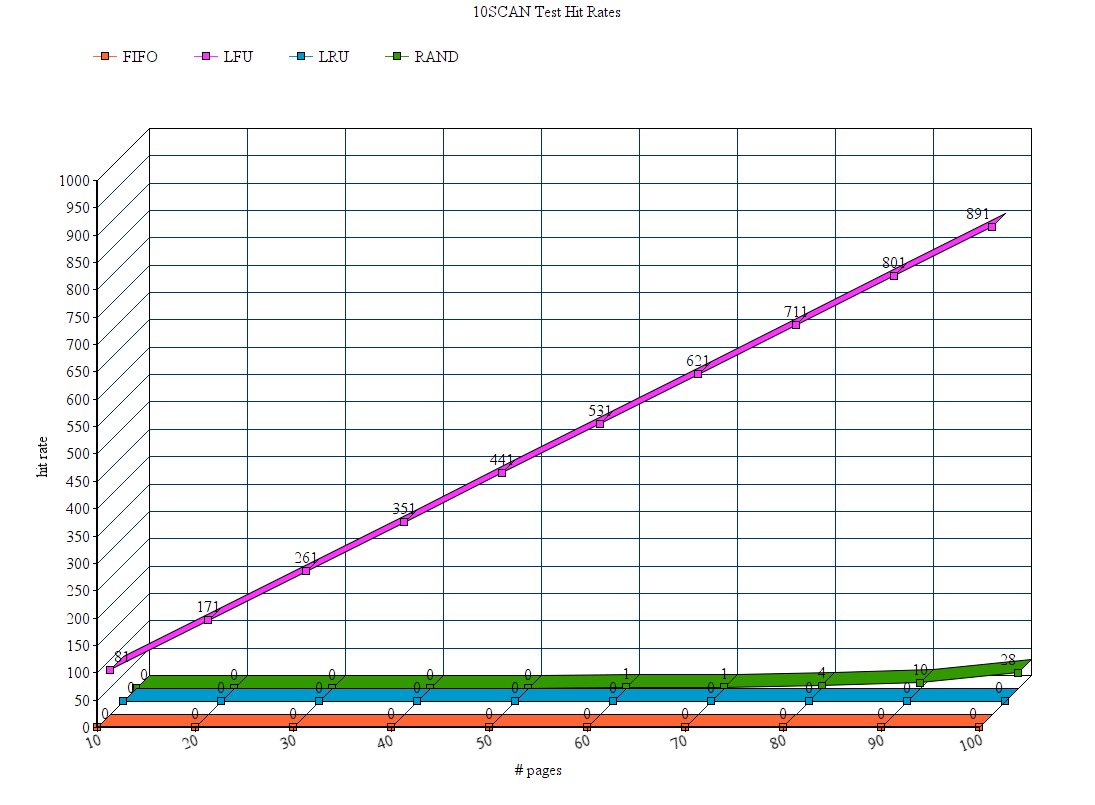 10SCAN Test Hit Rates
FIFO LFU LRU RAND
1000
950
900
850
800
750
700
650
600
550
500
450
400
350
300
250
200
150
100
50
0
hit rate
81 171 261 351 441 531 621 711 801 891
0 0 0 0 0 1 1 4 10 28
0 0 0 0 0 0 0 0 0 0
0 0 0 0 0 0 0 0 0 0
10 20 30 40 50 60 70 80 90 100
# pages